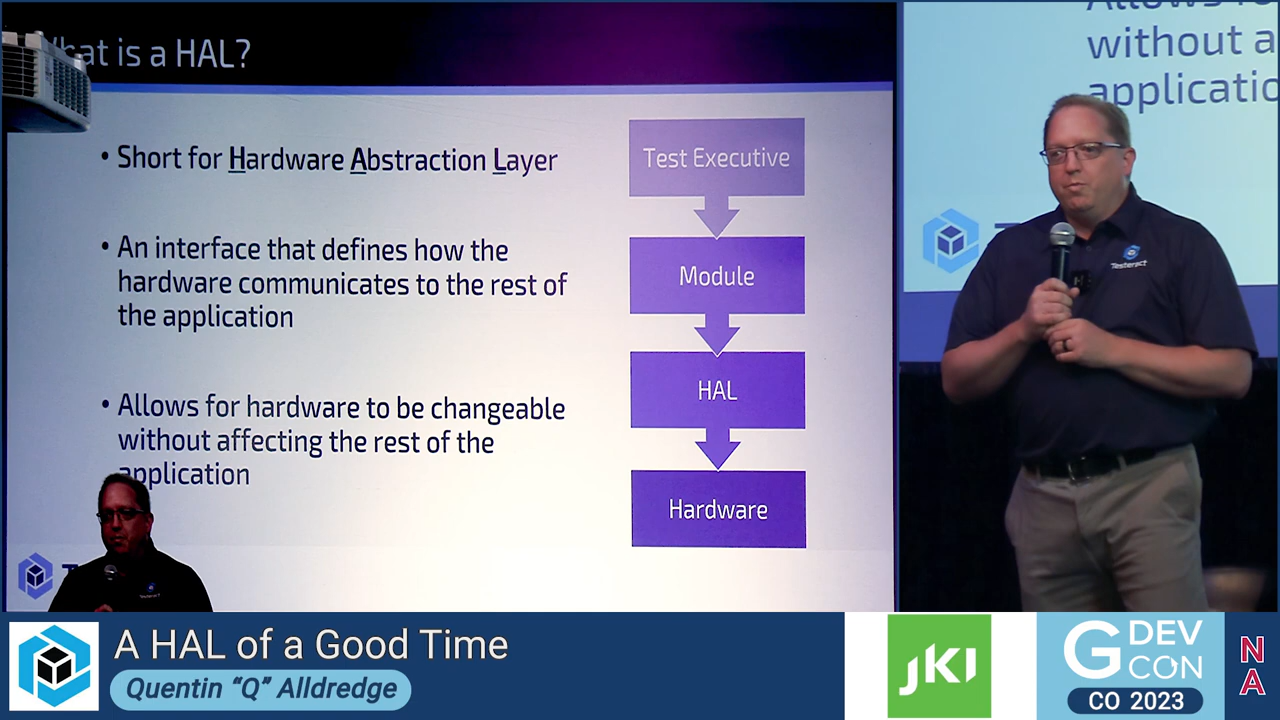 What is a HAL?
• Short for Hardware Abstraction Layer
• An interface that defines how the
hardware communicates to the rest of
the application
• Allows for hardware to be changeable
without affecting the rest of the
application
Test Executive
Module
HAL
Hardware
without a
applicatio
Testeract
A HAL of a Good Time
Quentin “Q” Alldredge
JKI
G DEV
CON
CO 2023
NA